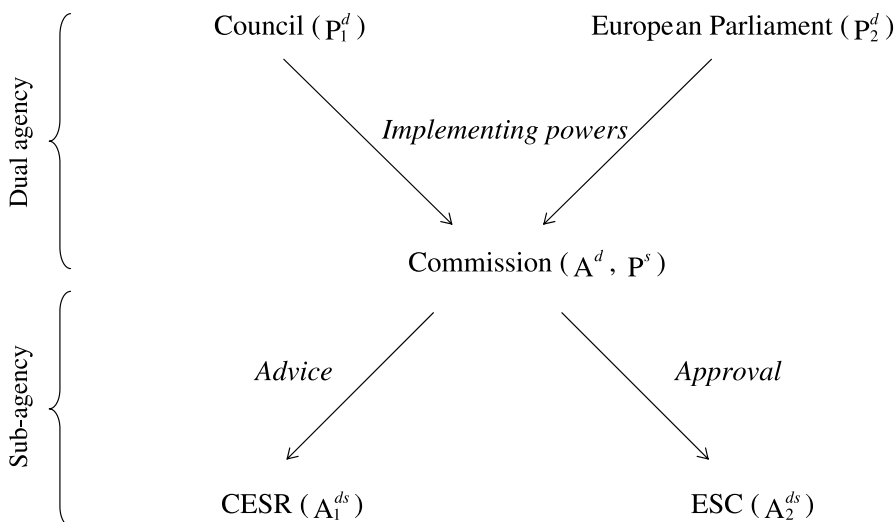 Council (P₁ᵈ)
European Parliament (P₂ᵈ)
Dual agency
Implementing powers
Commission (Aᵈ, Pˢ)
Sub-agency
Advice
Approval
CESR (A₁ᵈˢ)
ESC (A₂ᵈˢ)